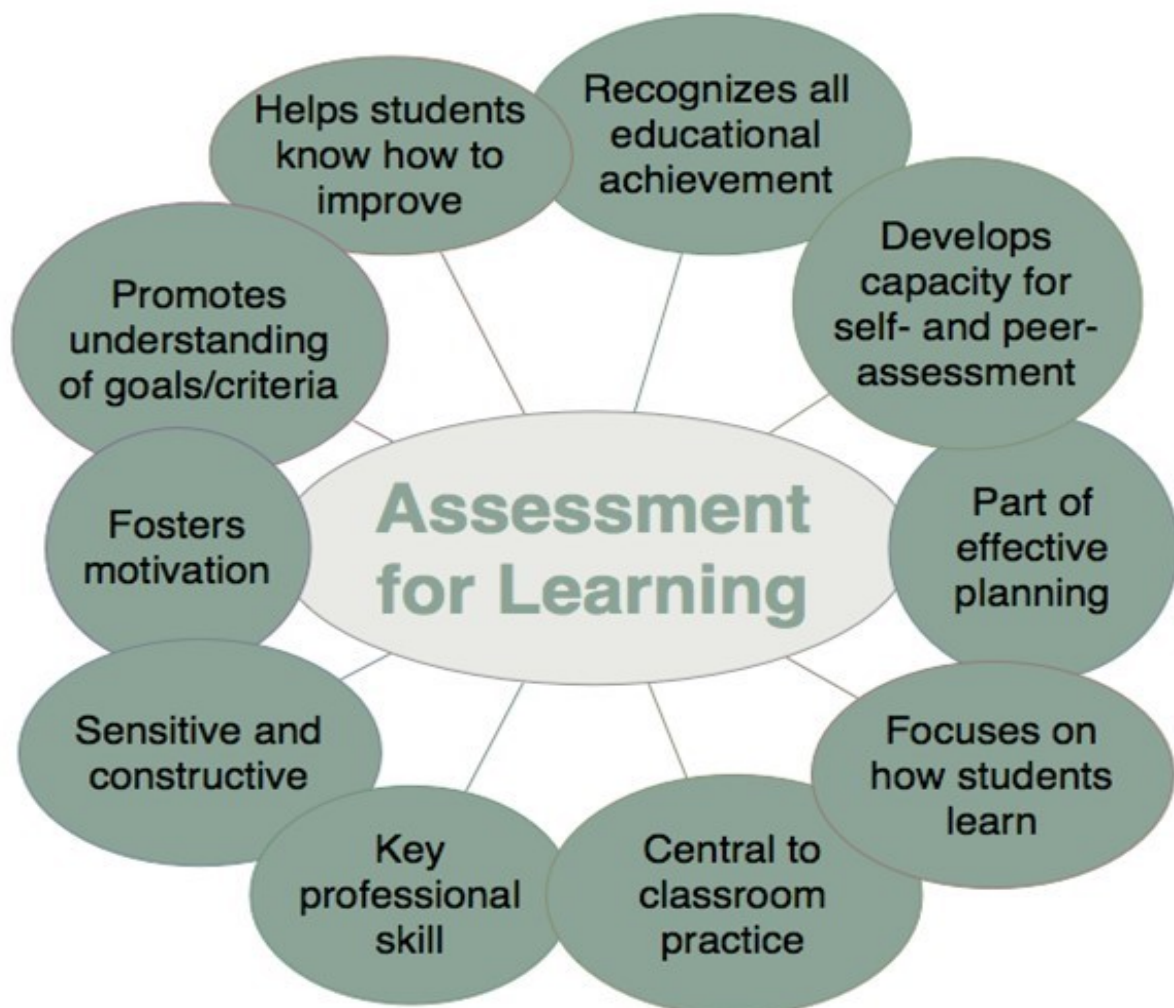 Recognizes all
educational
achievement
Helps students
know how to
improve
Develops
capacity for
self- and peer-
assessment
Promotes
understanding
of goals/criteria
Assessment
for Learning
Part of
effective
planning
Fosters
motivation
Focuses on
how students
learn
Sensitive and
constructive
Central to
classroom
practice
Key
professional
skill